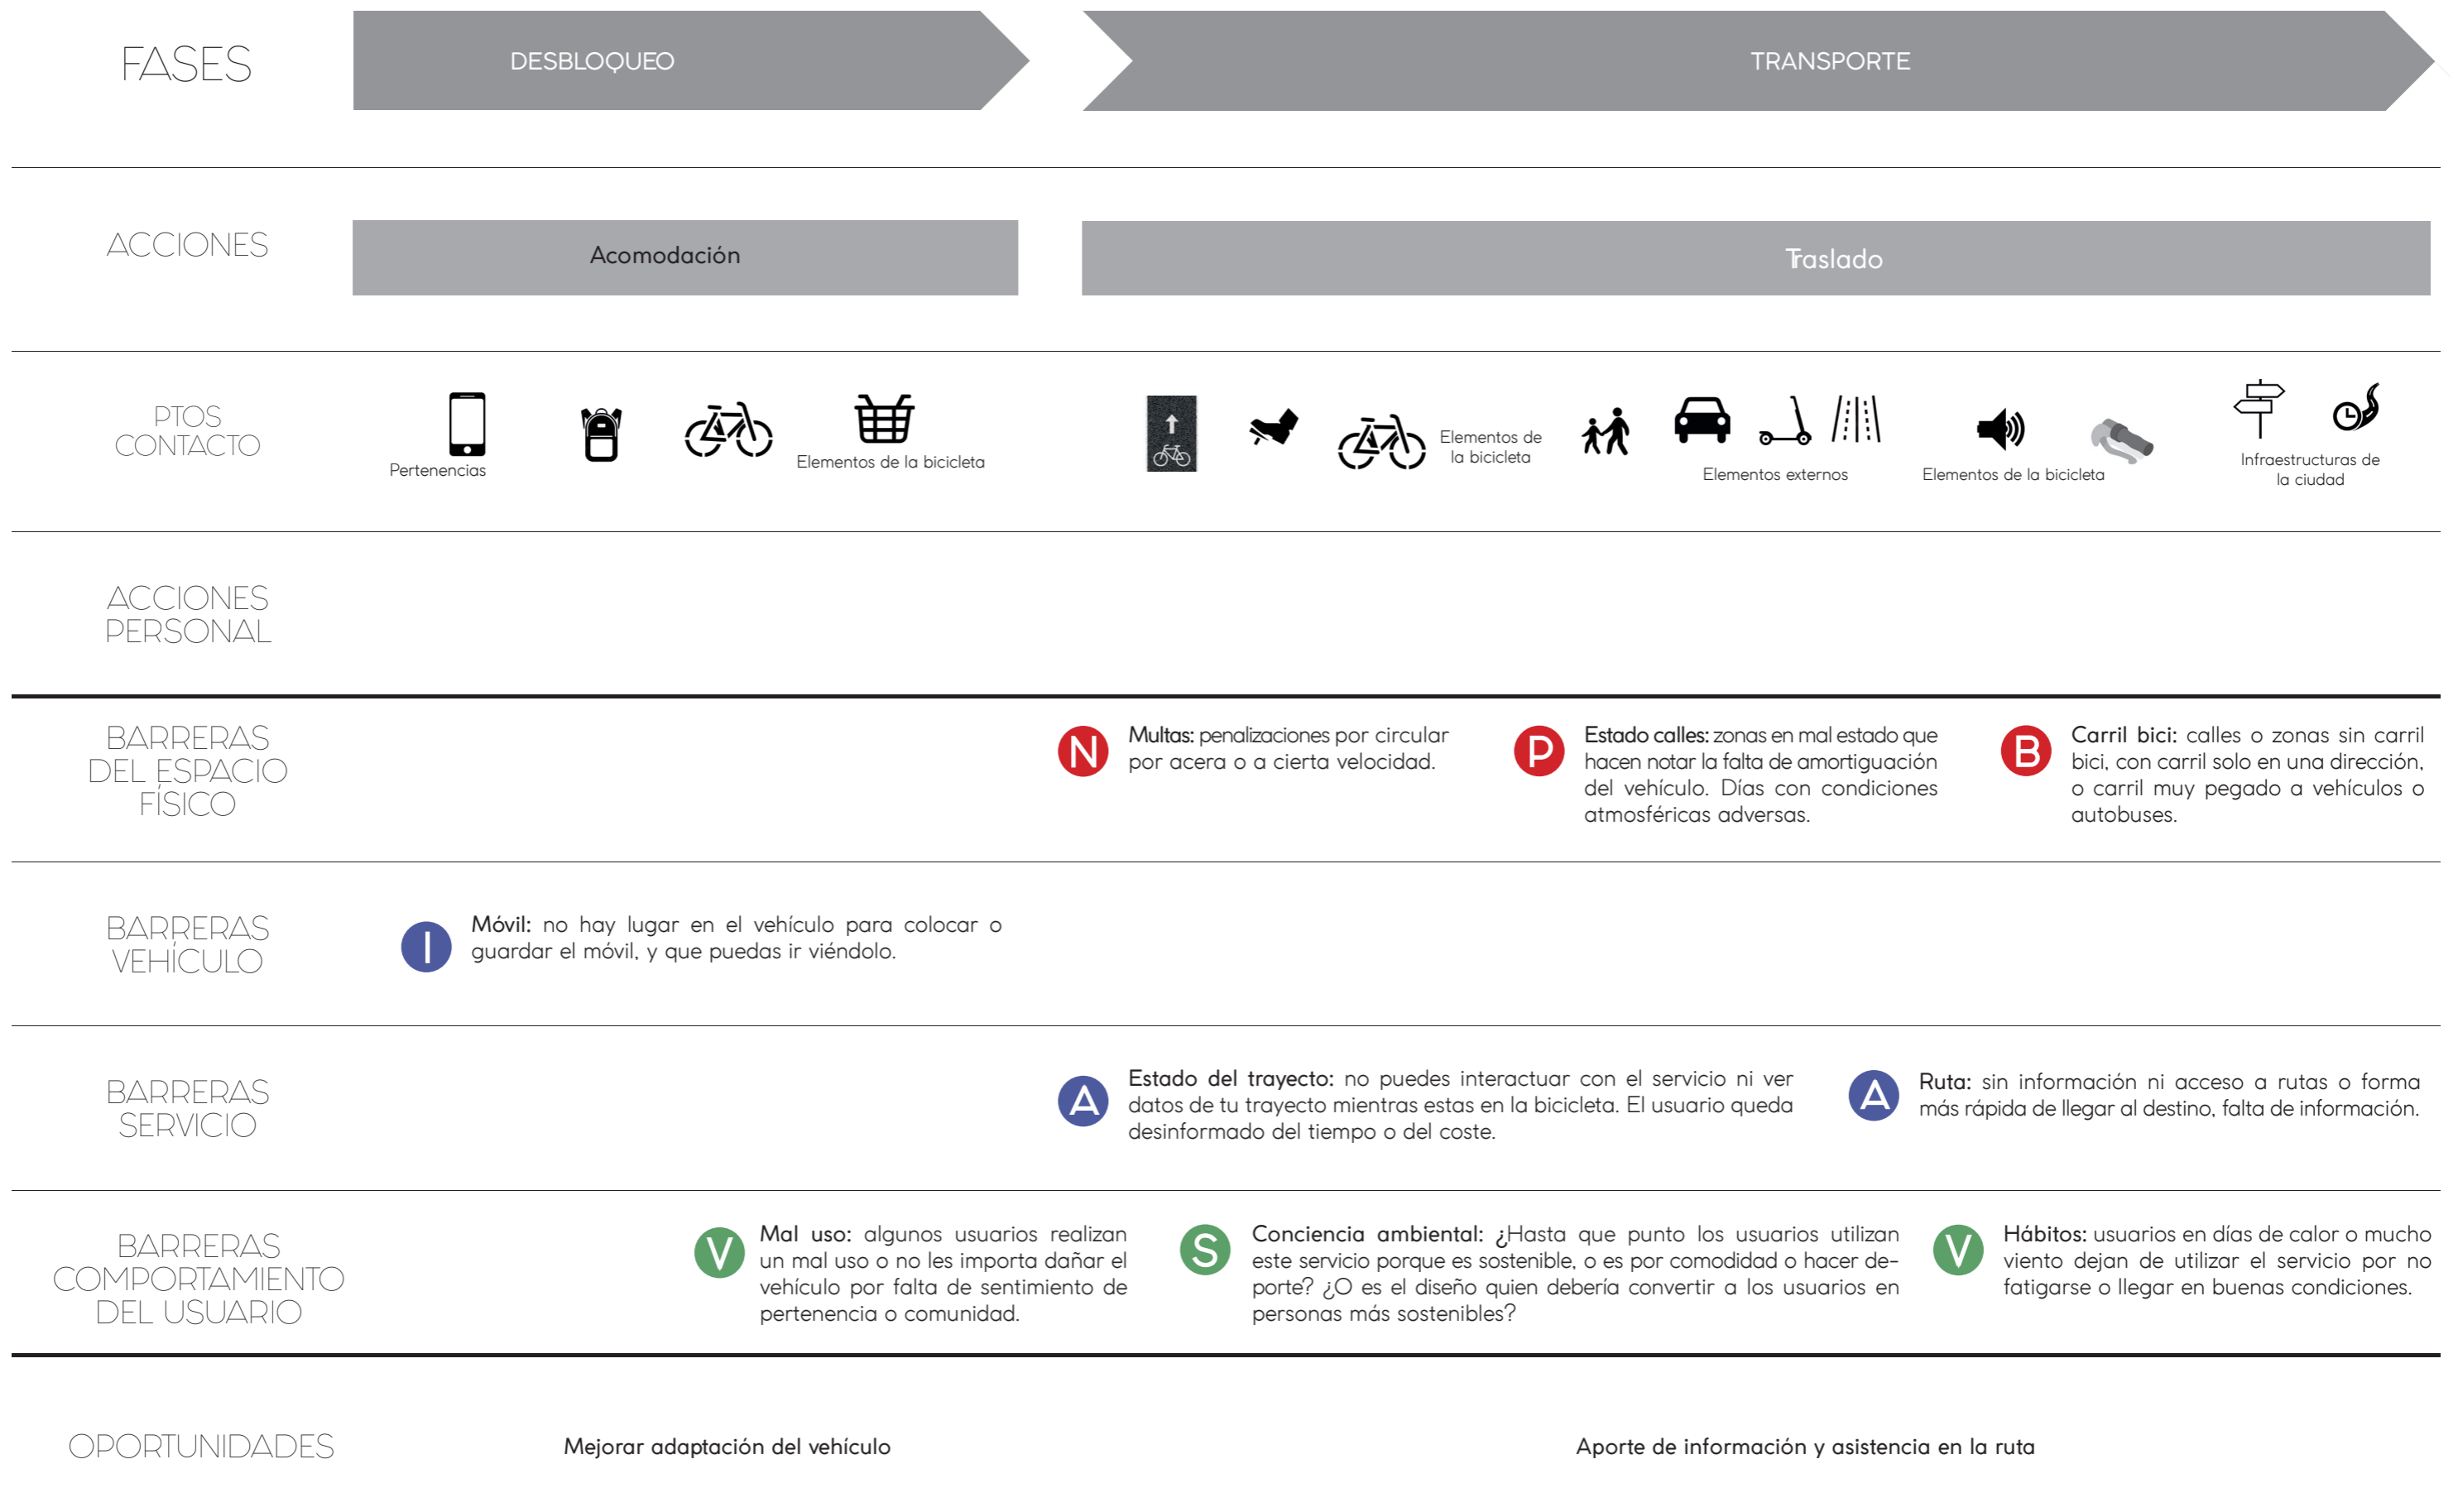 FASES
DESBLOQUEO
TRANSPORTE
ACCIONES
Acomodación
Traslado
PTOS
CONTACTO
Pertenencias
Elementos de la bicicleta
Elementos de
la bicicleta
Elementos externos
Elementos de la bicicleta
Infraestructuras de
la ciudad
ACCIONES
PERSONAL
BARRERAS
DEL ESPACIO
FÍSICO
N
Multas: penalizaciones por circular
por acera o a cierta velocidad.
P
Estado calles: zonas en mal estado que
hacen notar la falta de amortiguación
del vehículo. Días con condiciones
atmosféricas adversas.
B
Carril bici: calles o zonas sin carril
bici, con carril solo en una dirección,
o carril muy pegado a vehículos o
autobuses.
BARRERAS
VEHÍCULO
I
Móvil: no hay lugar en el vehículo para colocar o
guardar el móvil, y que puedas ir viéndolo.
BARRERAS
SERVICIO
A
Estado del trayecto: no puedes interactuar con el servicio ni ver
datos de tu trayecto mientras estas en la bicicleta. El usuario queda
desinformado del tiempo o del coste.
A
Ruta: sin información ni acceso a rutas o forma
más rápida de llegar al destino, falta de información.
BARRERAS
COMPORTAMIENTO
DEL USUARIO
V
Mal uso: algunos usuarios realizan
un mal uso o no les importa dañar el
vehículo por falta de sentimiento de
pertenencia o comunidad.
S
Conciencia ambiental: ¿Hasta que punto los usuarios utilizan
este servicio porque es sostenible, o es por comodidad o hacer de-
porte? ¿O es el diseño quien debería convertir a los usuarios en
personas más sostenibles?
V
Hábitos: usuarios en días de calor o mucho
viento dejan de utilizar el servicio por no
fatigarse o llegar en buenas condiciones.
OPORTUNIDADES
Mejorar adaptación del vehículo
Aporte de información y asistencia en la ruta